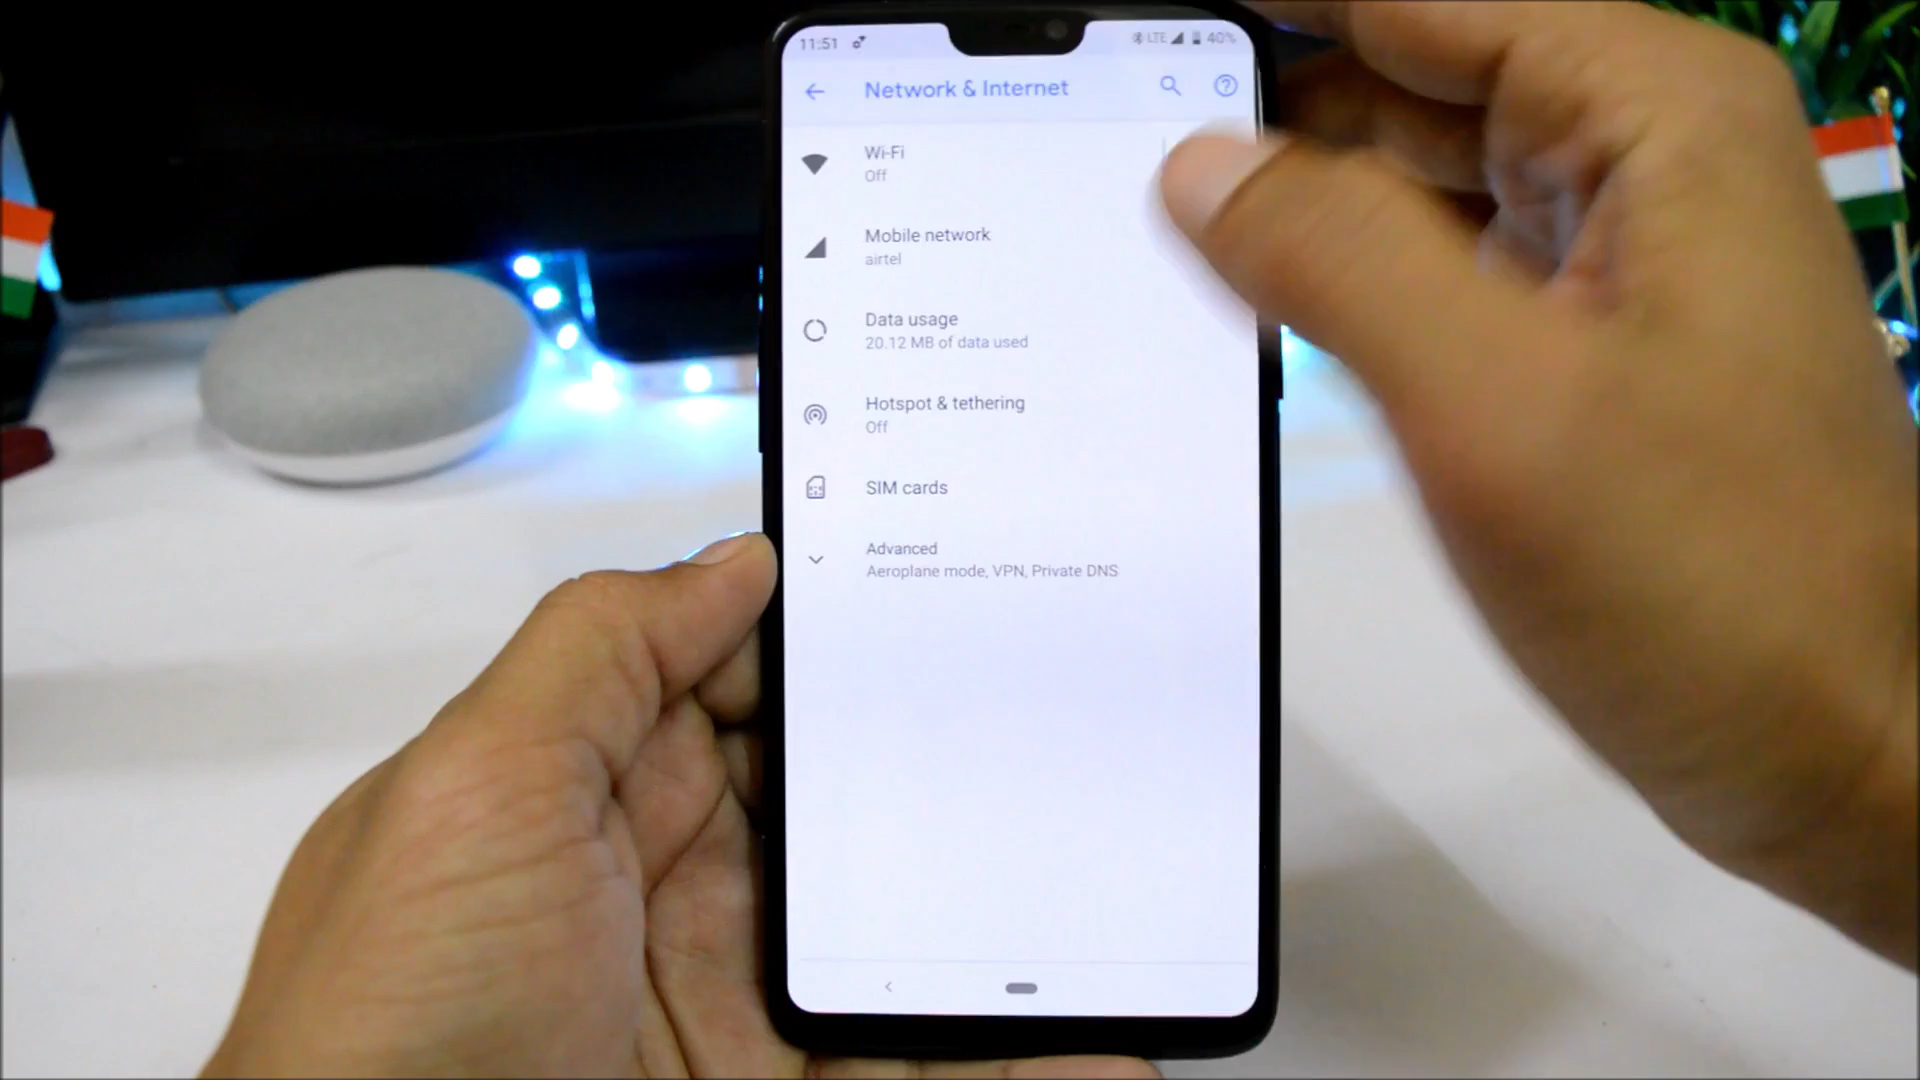 11:51
LTE 40%
Network & Internet
Wi-Fi
Off
Mobile network
airtel
Data usage
20.12 MB of data used
Hotspot & tethering
Off
SIM cards
Advanced
Aeroplane mode, VPN, Private DNS